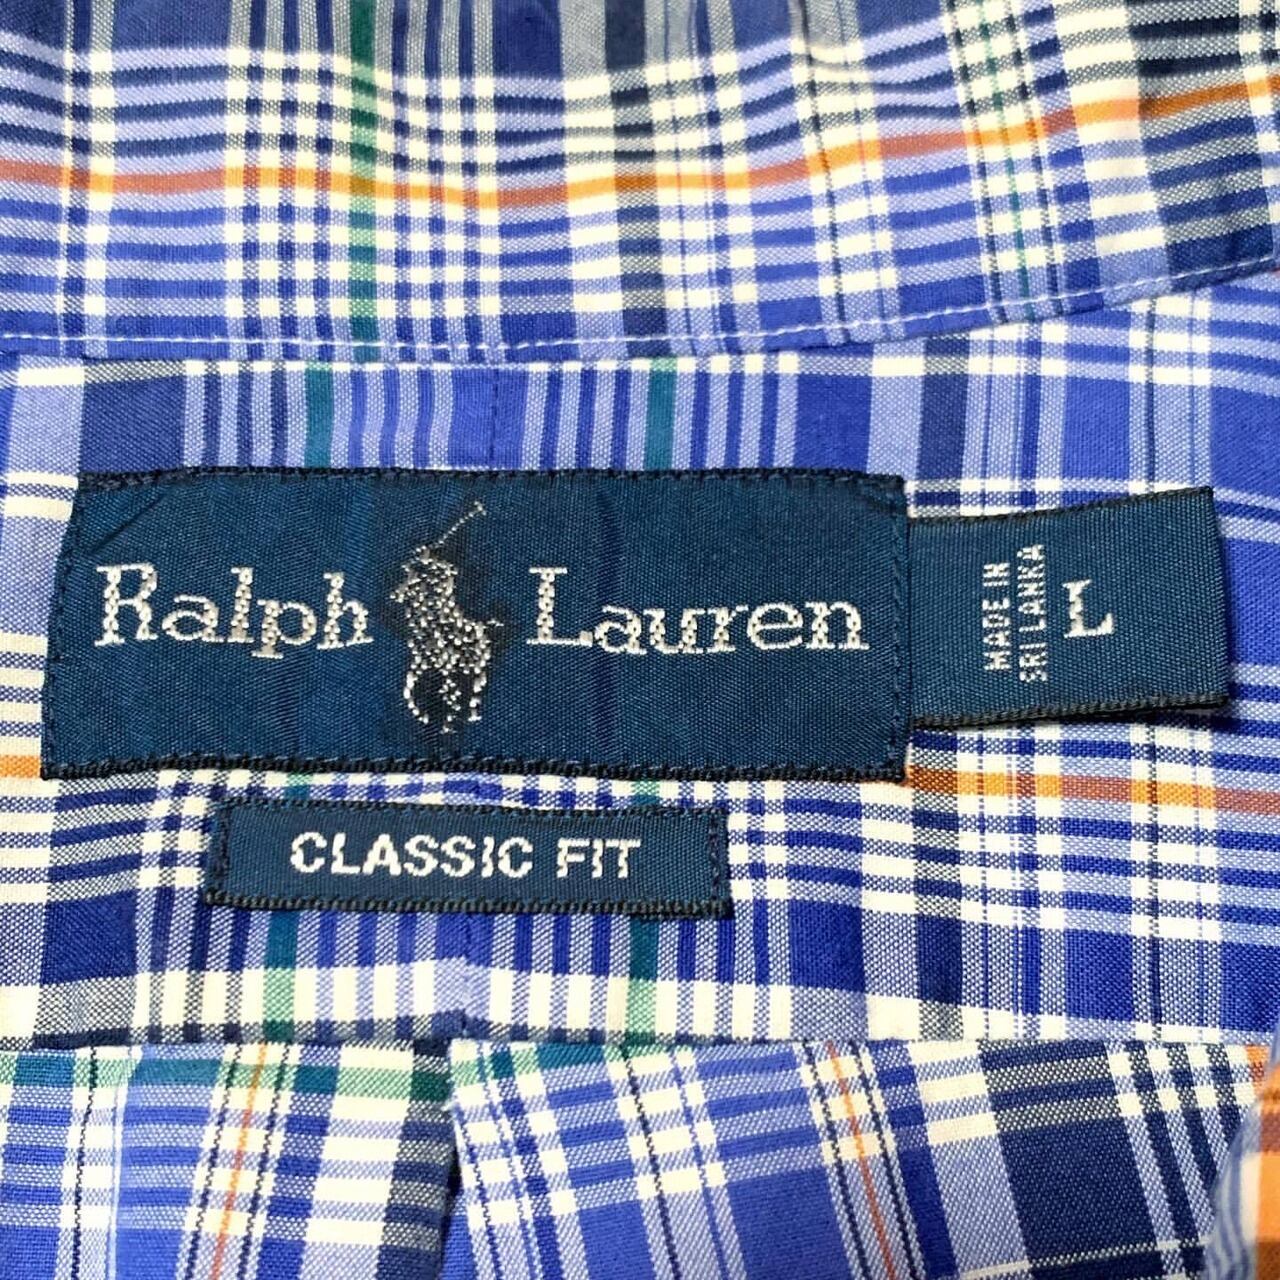 Ralph Lauren
MADE IN
SRI LANKA
L
CLASSIC FIT